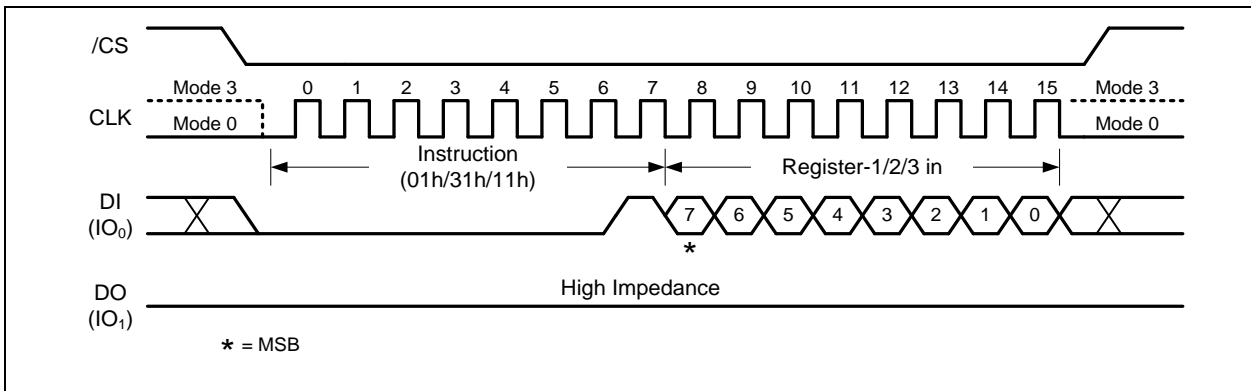 /CS
Mode 3 0 1 2 3 4 5 6 7 8 9 10 11 12 13 14 15 Mode 3
CLK
Mode 0 Mode 0
Instruction
(01h/31h/11h)
Register-1/2/3 in
DI
(IO₀)
7 6 5 4 3 2 1 0
*
DO
(IO₁)
High Impedance
* = MSB